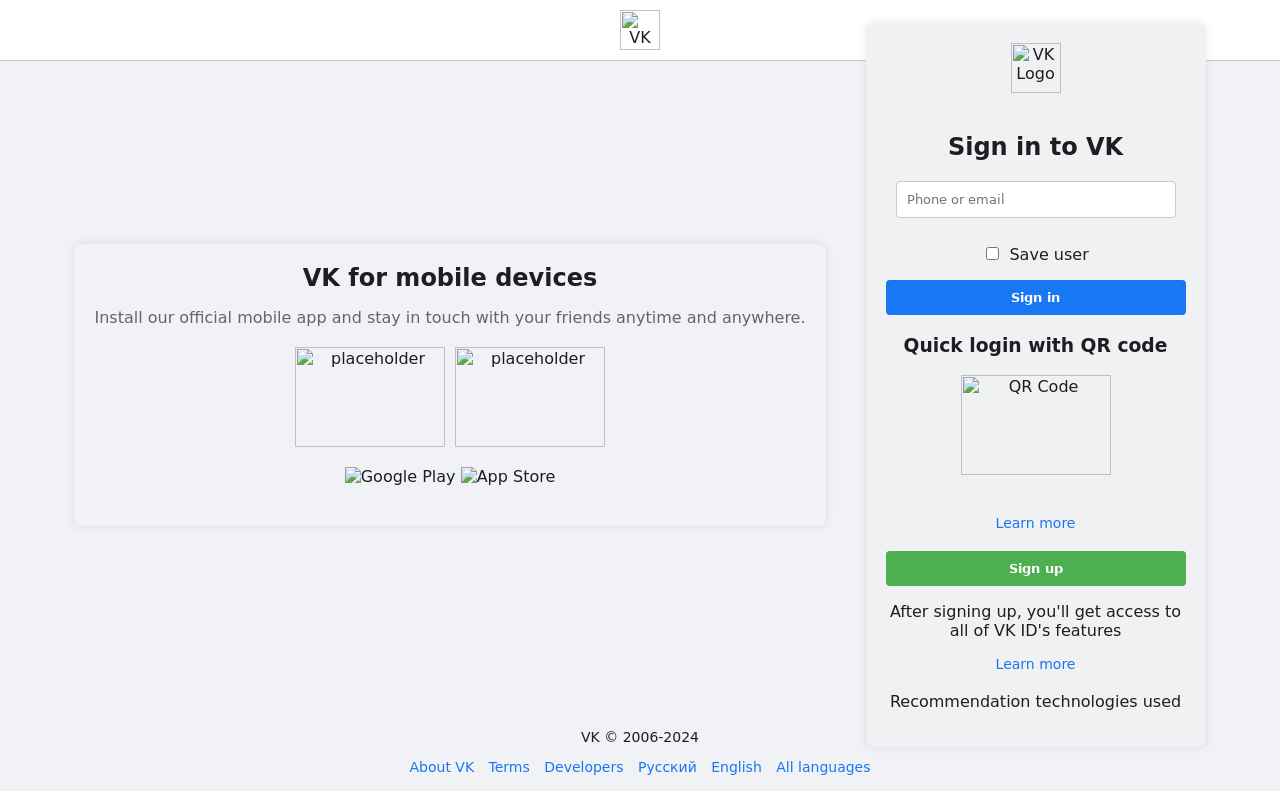 VK
VK for mobile devices
Install our official mobile app and stay in touch with your friends anytime and anywhere.
placeholder placeholder
Google Play App Store
VK
Logo
Sign in to VK
Phone or email
Save user
Sign in
Quick login with QR code
QR Code
Learn more
Sign up
After signing up, you'll get access to
all of VK ID's features
Learn more
Recommendation technologies used
VK © 2006-2024
About VK Terms Developers Русский English All languages